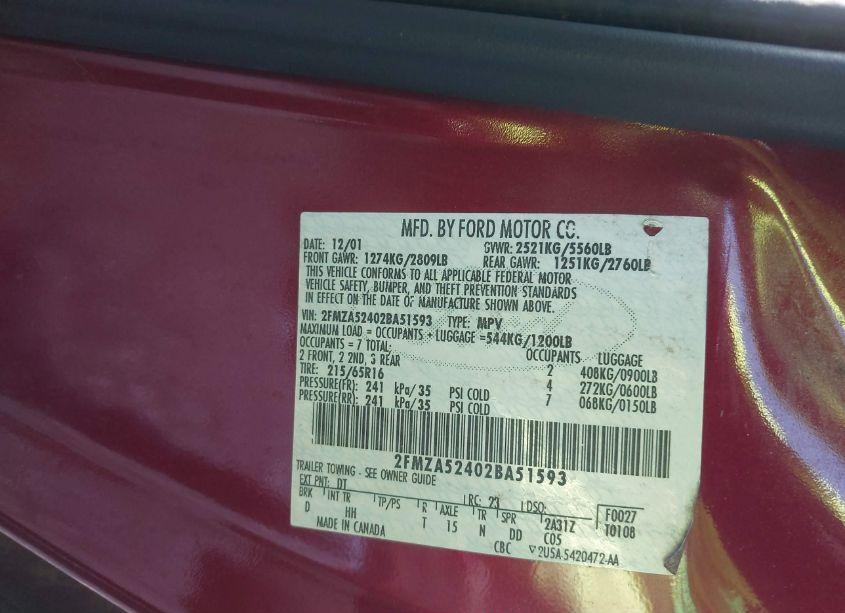 MFD. BY FORD MOTOR CO.
DATE: 12/01 GVWR: 2521KG/5560LB
FRONT GAWR: 1274KG/2809LB REAR GAWR: 1251KG/2760LB
THIS VEHICLE CONFORMS TO ALL APPLICABLE FEDERAL MOTOR
VEHICLE SAFETY, BUMPER, AND THEFT PREVENTION STANDARDS
IN EFFECT ON THE DATE OF MANUFACTURE SHOWN ABOVE.
VIN: 2FMZA52402BA51593 TYPE: MPV
MAXIMUM LOAD = OCCUPANTS + LUGGAGE =544KG/1200LB
OCCUPANTS = 7 TOTAL: OCCUPANTS LUGGAGE
2 FRONT, 2 2ND, 3 REAR 2 408KG/0900LB
TIRE: 215/65R16 4 272KG/0600LB
PRESSURE(FR): 241 kPa/35 PSI COLD 7 068KG/0150LB
PRESSURE(RR): 241 kPa/35 PSI COLD
2FMZA52402BA51593
TRAILER TOWING - SEE OWNER GUIDE
EXT PNT: DT RC: 23 DSO:
BRK INT TR TP/PS R AXLE TR SPR 2A31Z F0027
D HH T 15 N DD C05 T0108
MADE IN CANADA CBC ▽2U5A-5420472-AA